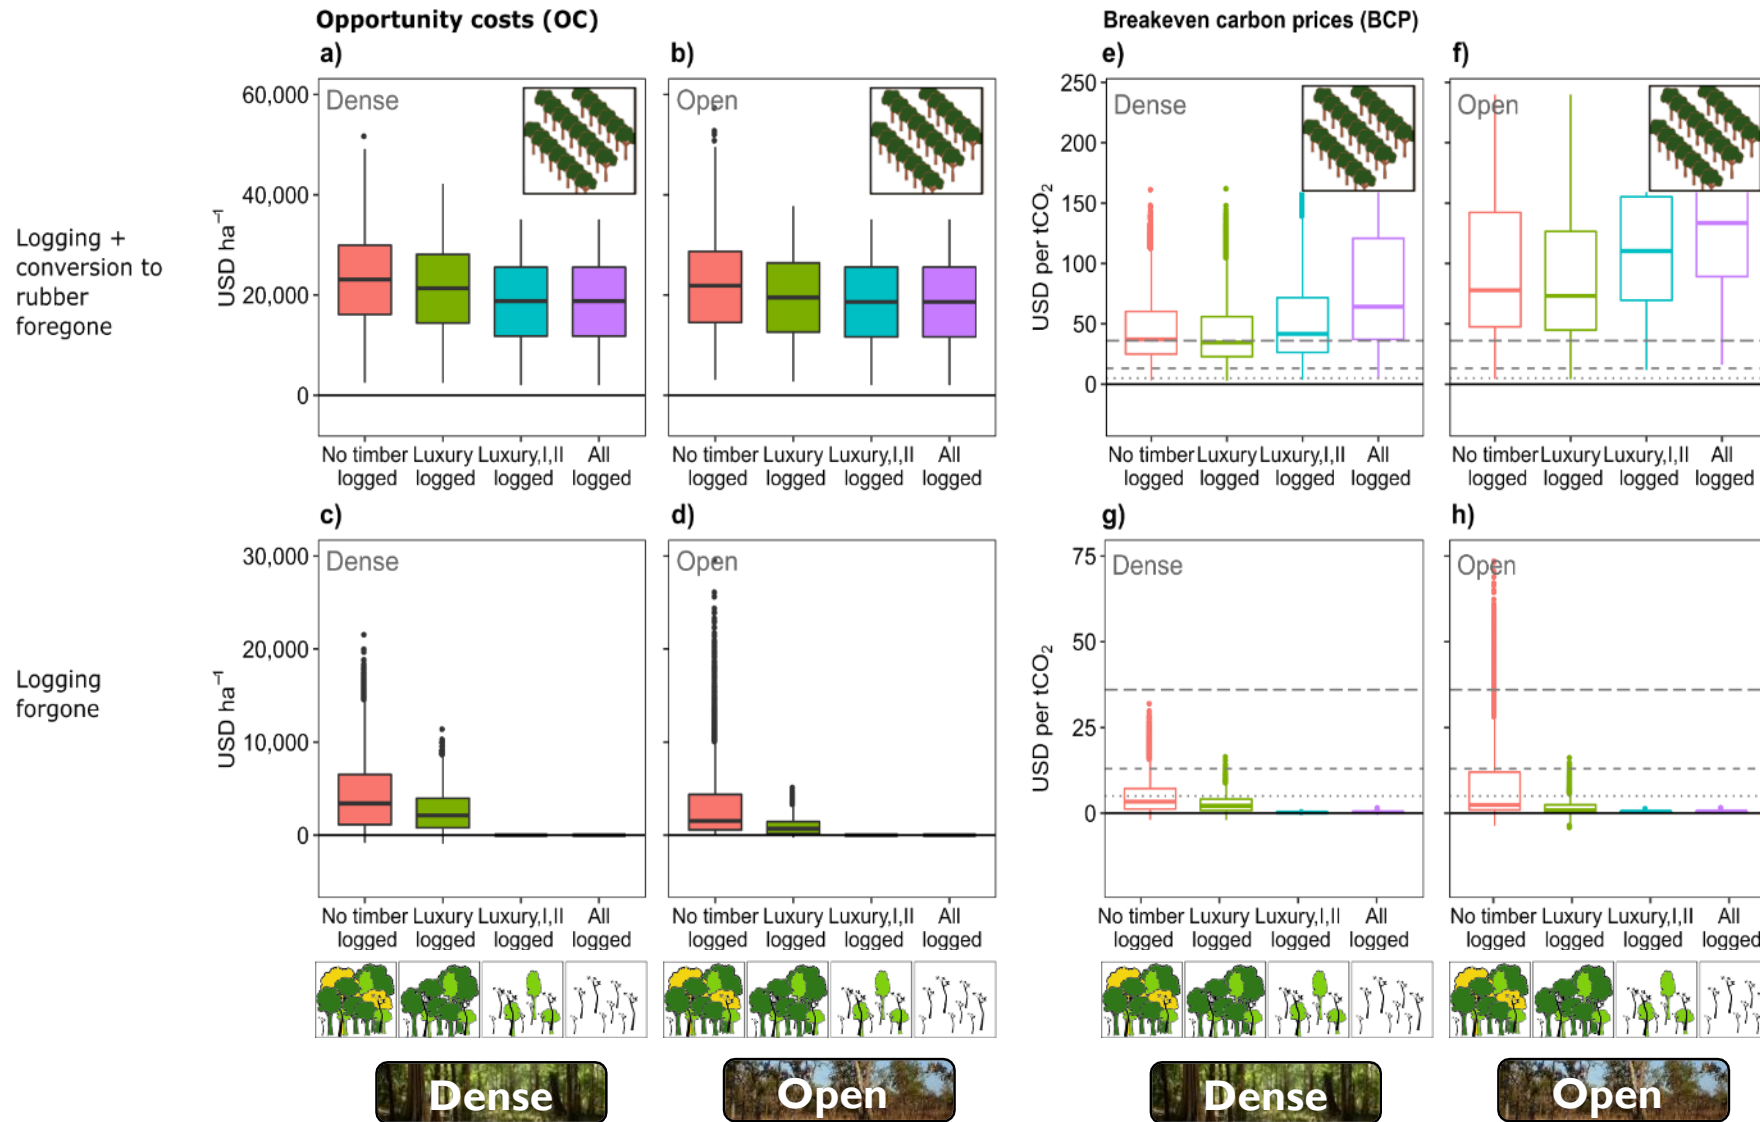 Opportunity costs (OC)
Breakeven carbon prices (BCP)
a)
b)
e)
f)
Logging +
conversion to
rubber
foregone
USD ha⁻¹
60,000
40,000
20,000
0
Dense
Open
USD per tCO₂
250
200
150
100
50
0
Dense
Open
No timber logged
Luxury logged
Luxury,I,II logged
All logged
No timber logged
Luxury logged
Luxury,I,II logged
All logged
No timber logged
Luxury logged
Luxury,I,II logged
All logged
No timber logged
Luxury logged
Luxury,I,II logged
All logged
c)
d)
g)
h)
Logging
forgone
USD ha⁻¹
30,000
20,000
10,000
0
Dense
Open
USD per tCO₂
75
50
25
0
Dense
Open
No timber logged
Luxury logged
Luxury,I,II logged
All logged
No timber logged
Luxury logged
Luxury,I,II logged
All logged
No timber logged
Luxury logged
Luxury,I,II logged
All logged
No timber logged
Luxury logged
Luxury,I,II logged
All logged
Dense
Open
Dense
Open